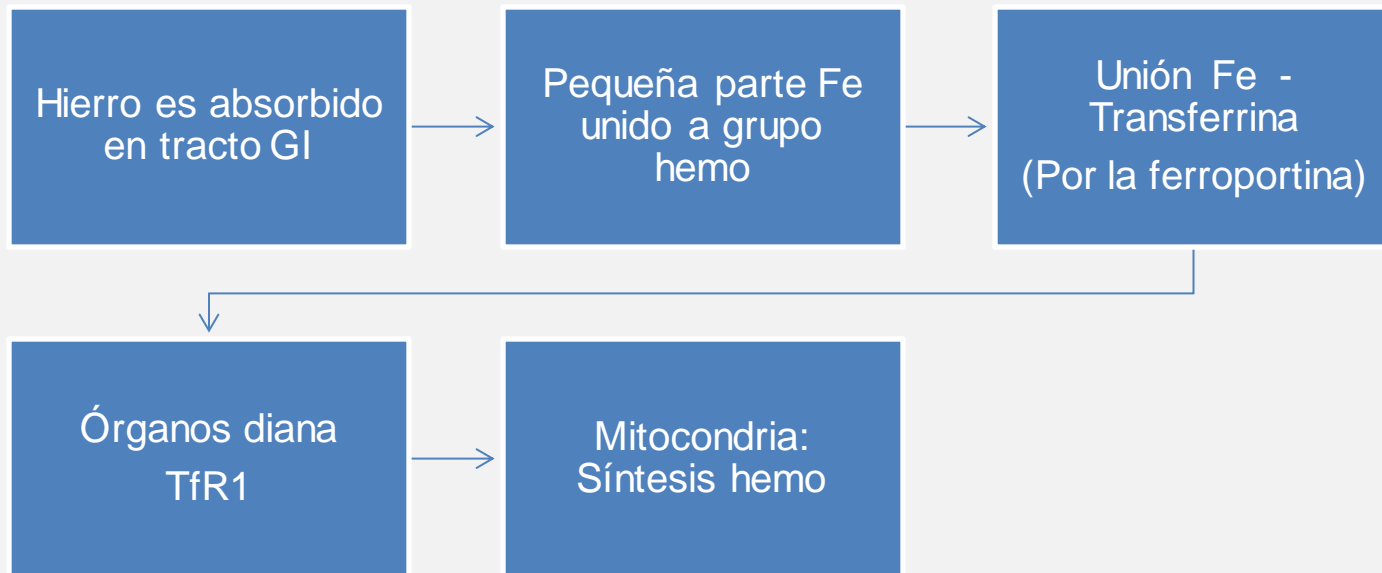 Hierro es absorbido
en tracto GI
Pequeña parte Fe
unido a grupo
hemo
Unión Fe -
Transferrina
(Por la ferroportina)
Órganos diana
TfR1
Mitocondria:
Síntesis hemo